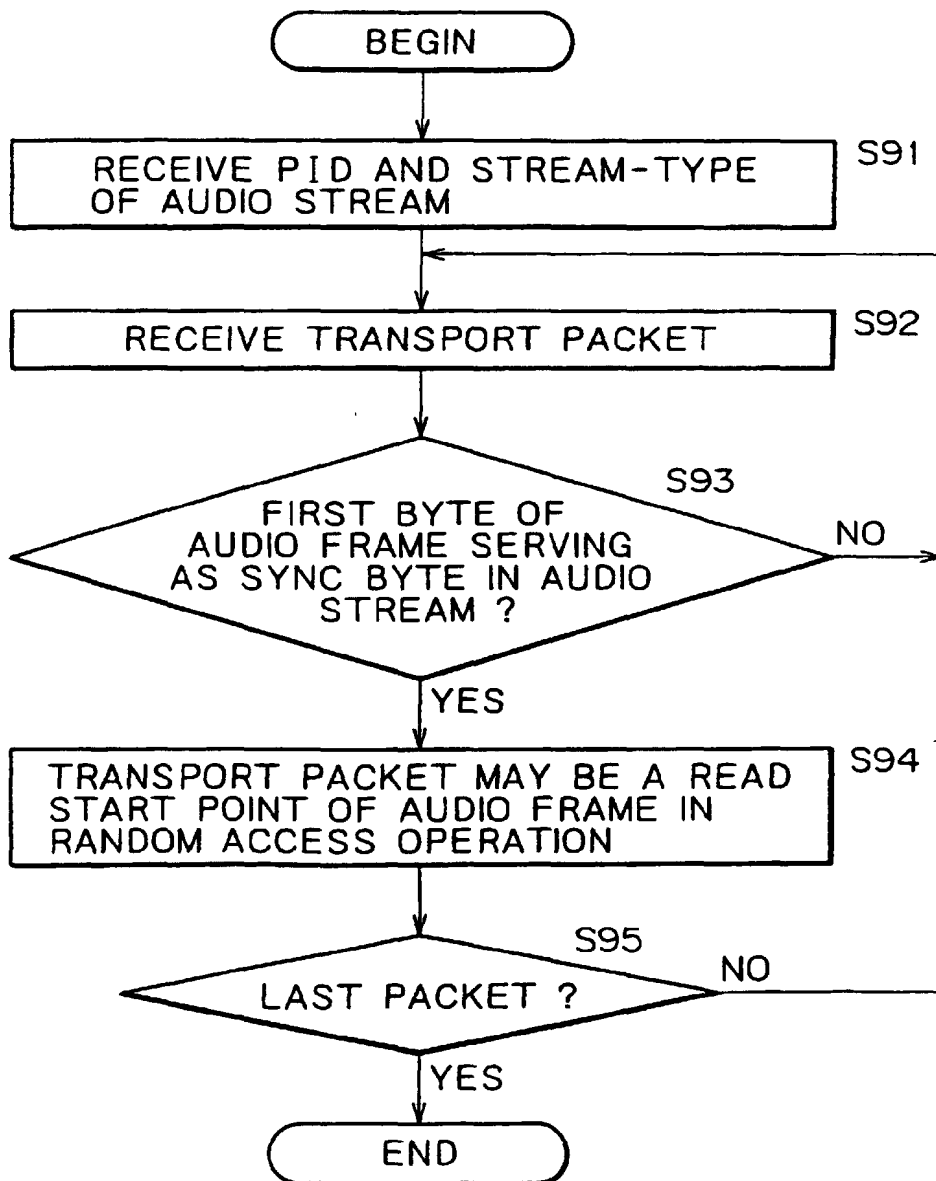 BEGIN
RECEIVE PID AND STREAM-TYPE
OF AUDIO STREAM
S91
RECEIVE TRANSPORT PACKET
S92
S93
FIRST BYTE OF
AUDIO FRAME SERVING
AS SYNC BYTE IN AUDIO
STREAM ?
NO
YES
TRANSPORT PACKET MAY BE A READ
START POINT OF AUDIO FRAME IN
RANDOM ACCESS OPERATION
S94
S95
LAST PACKET ?
NO
YES
END